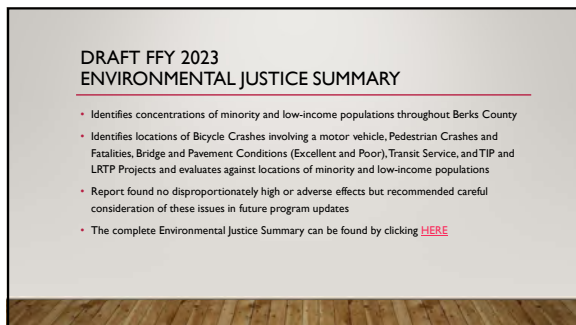 DRAFT FFY 2023
ENVIRONMENTAL JUSTICE SUMMARY
• Identifies concentrations of minority and low-income populations throughout Berks County
• Identifies locations of Bicycle Crashes involving a motor vehicle, Pedestrian Crashes and
Fatalities, Bridge and Pavement Conditions (Excellent and Poor), Transit Service, and TIP and
LRTP Projects and evaluates against locations of minority and low-income populations
• Report found no disproportionately high or adverse effects but recommended careful
consideration of these issues in future program updates
• The complete Environmental Justice Summary can be found by clicking HERE